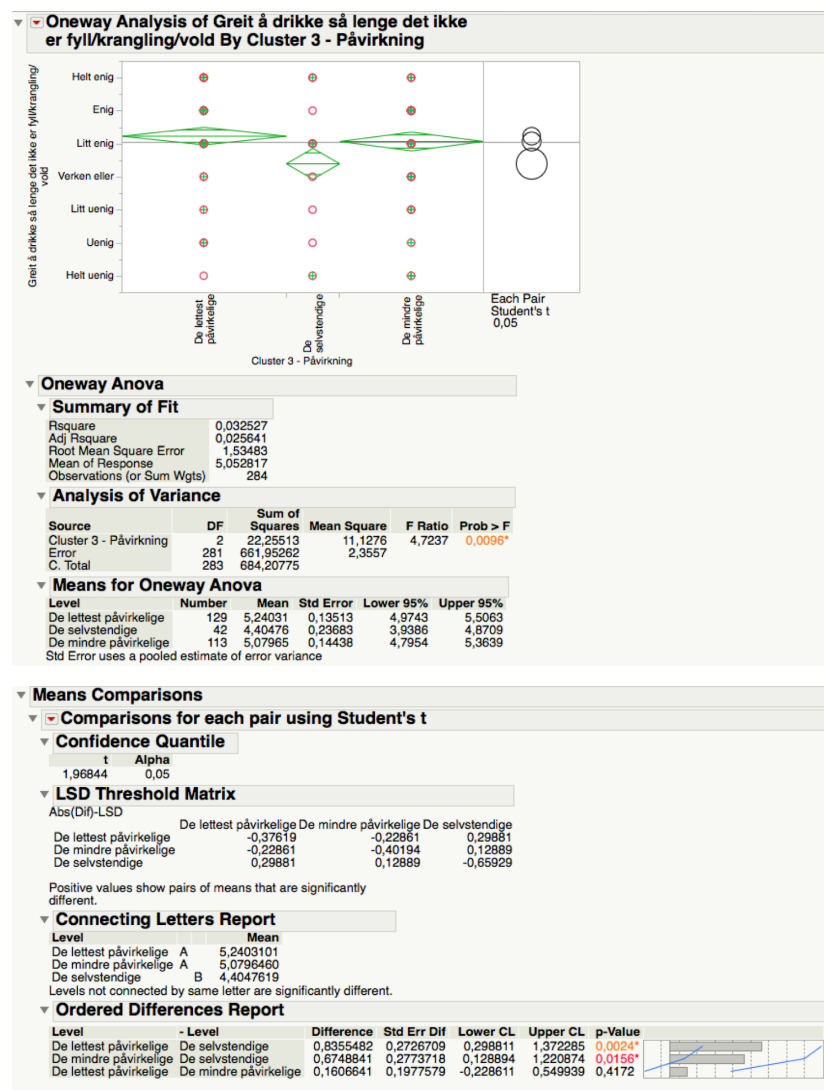 Oneway Analysis of Greit å drikke så lenge det ikke
er fyll/krangling/vold By Cluster 3 - Påvirkning
Greit å drikke så lenge det ikke er fyll/krangling/
vold
Helt enig
Enig
Litt enig
Verken eller
Litt uenig
Uenig
Helt uenig
De lettest
påvirkelige
De
selvstendige
De mindre
påvirkelige
Each Pair
Student's t
0,05
Cluster 3 - Påvirkning
Oneway Anova
Summary of Fit
Rsquare 0,032527
Adj Rsquare 0,025641
Root Mean Square Error 1,53483
Mean of Response 5,052817
Observations (or Sum Wgts) 284
Analysis of Variance
Sum of
Source DF Squares Mean Square F Ratio Prob > F
Cluster 3 - Påvirkning 2 22,25513 11,1276 4,7237 0,0096*
Error 281 661,95262 2,3557
C. Total 283 684,20775
Means for Oneway Anova
Level Number Mean Std Error Lower 95% Upper 95%
De lettest påvirkelige 129 5,24031 0,13513 4,9743 5,5063
De selvstendige 42 4,40476 0,23683 3,9386 4,8709
De mindre påvirkelige 113 5,07965 0,14438 4,7954 5,3639
Std Error uses a pooled estimate of error variance
Means Comparisons
Comparisons for each pair using Student's t
Confidence Quantile
t Alpha
1,96844 0,05
LSD Threshold Matrix
Abs(Dif)-LSD
De lettest påvirkelige De mindre påvirkelige De selvstendige
De lettest påvirkelige -0,37619 -0,22861 0,29881
De mindre påvirkelige -0,22861 -0,40194 0,12889
De selvstendige 0,29881 0,12889 -0,65929
Positive values show pairs of means that are significantly
different.
Connecting Letters Report
Level Mean
De lettest påvirkelige A 5,2403101
De mindre påvirkelige A 5,0796460
De selvstendige B 4,4047619
Levels not connected by same letter are significantly different.
Ordered Differences Report
Level - Level Difference Std Err Dif Lower CL Upper CL p-Value
De lettest påvirkelige De selvstendige 0,8355482 0,2726709 0,298811 1,372285 0,0024*
De mindre påvirkelige De selvstendige 0,6748841 0,2773718 0,128894 1,220874 0,0156*
De lettest påvirkelige De mindre påvirkelige 0,1606641 0,1977579 -0,228611 0,549939 0,4172